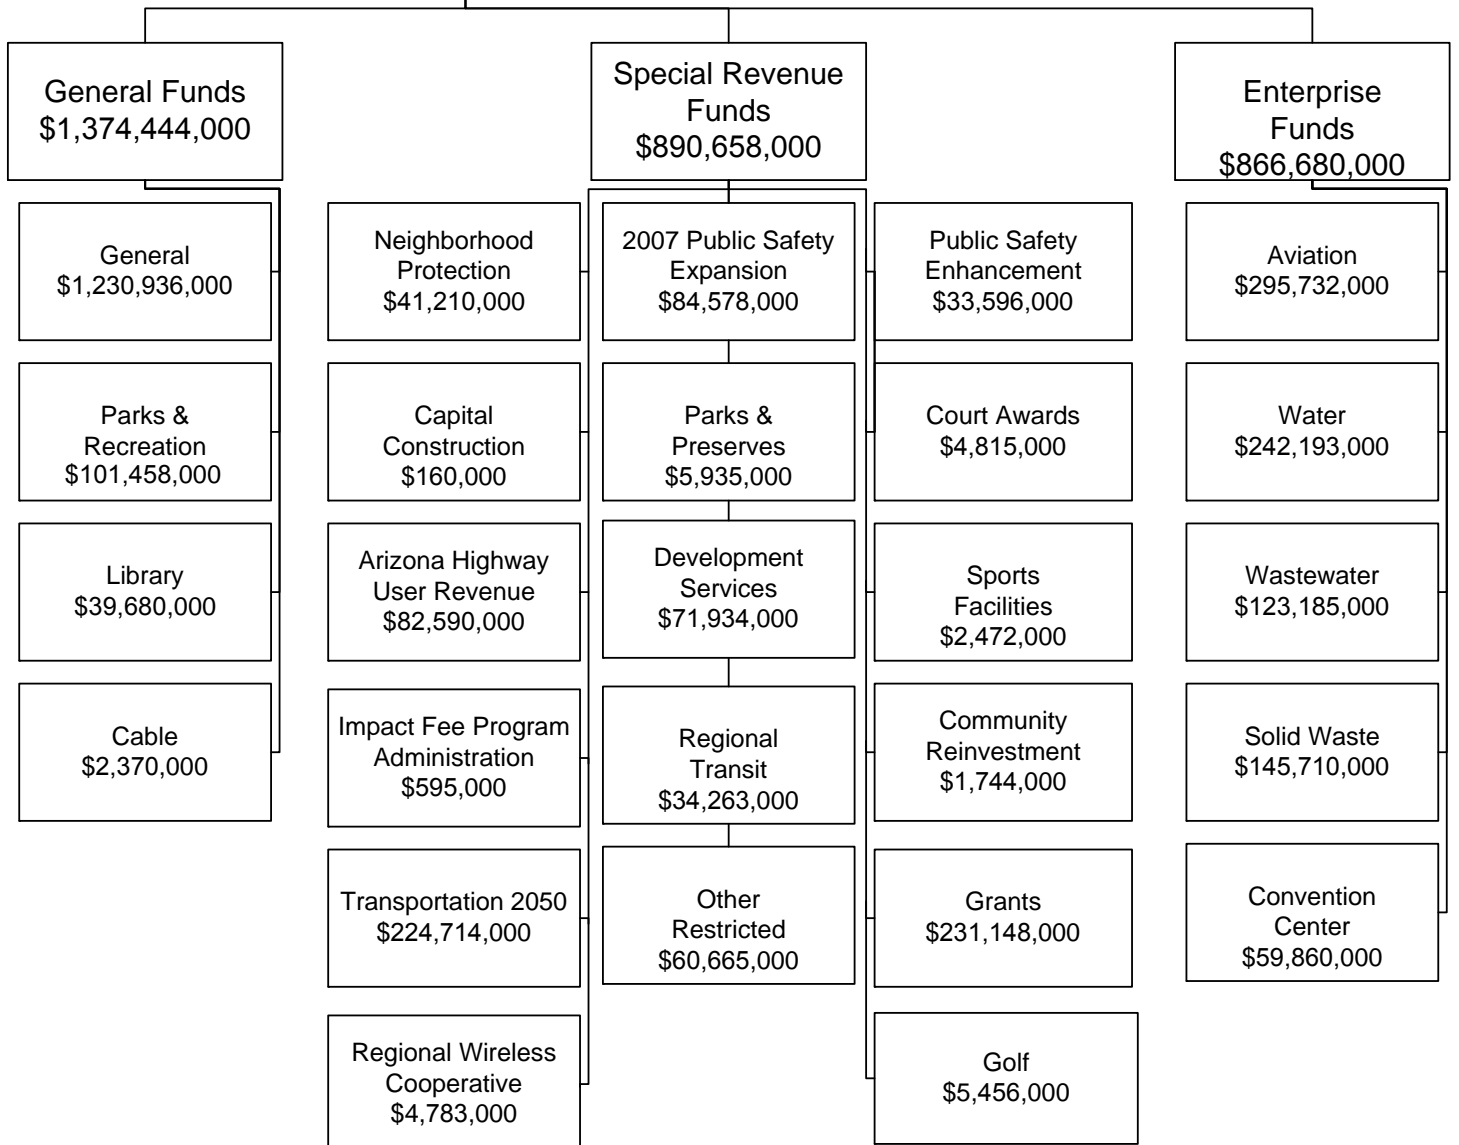 General Funds
$1,374,444,000
Special Revenue
Funds
$890,658,000
Enterprise
Funds
$866,680,000
General
$1,230,936,000
Neighborhood
Protection
$41,210,000
2007 Public Safety
Expansion
$84,578,000
Public Safety
Enhancement
$33,596,000
Aviation
$295,732,000
Parks &
Recreation
$101,458,000
Capital
Construction
$160,000
Parks &
Preserves
$5,935,000
Court Awards
$4,815,000
Water
$242,193,000
Library
$39,680,000
Arizona Highway
User Revenue
$82,590,000
Development
Services
$71,934,000
Sports
Facilities
$2,472,000
Wastewater
$123,185,000
Cable
$2,370,000
Impact Fee Program
Administration
$595,000
Regional
Transit
$34,263,000
Community
Reinvestment
$1,744,000
Solid Waste
$145,710,000
Transportation 2050
$224,714,000
Other
Restricted
$60,665,000
Grants
$231,148,000
Convention
Center
$59,860,000
Regional Wireless
Cooperative
$4,783,000
Golf
$5,456,000